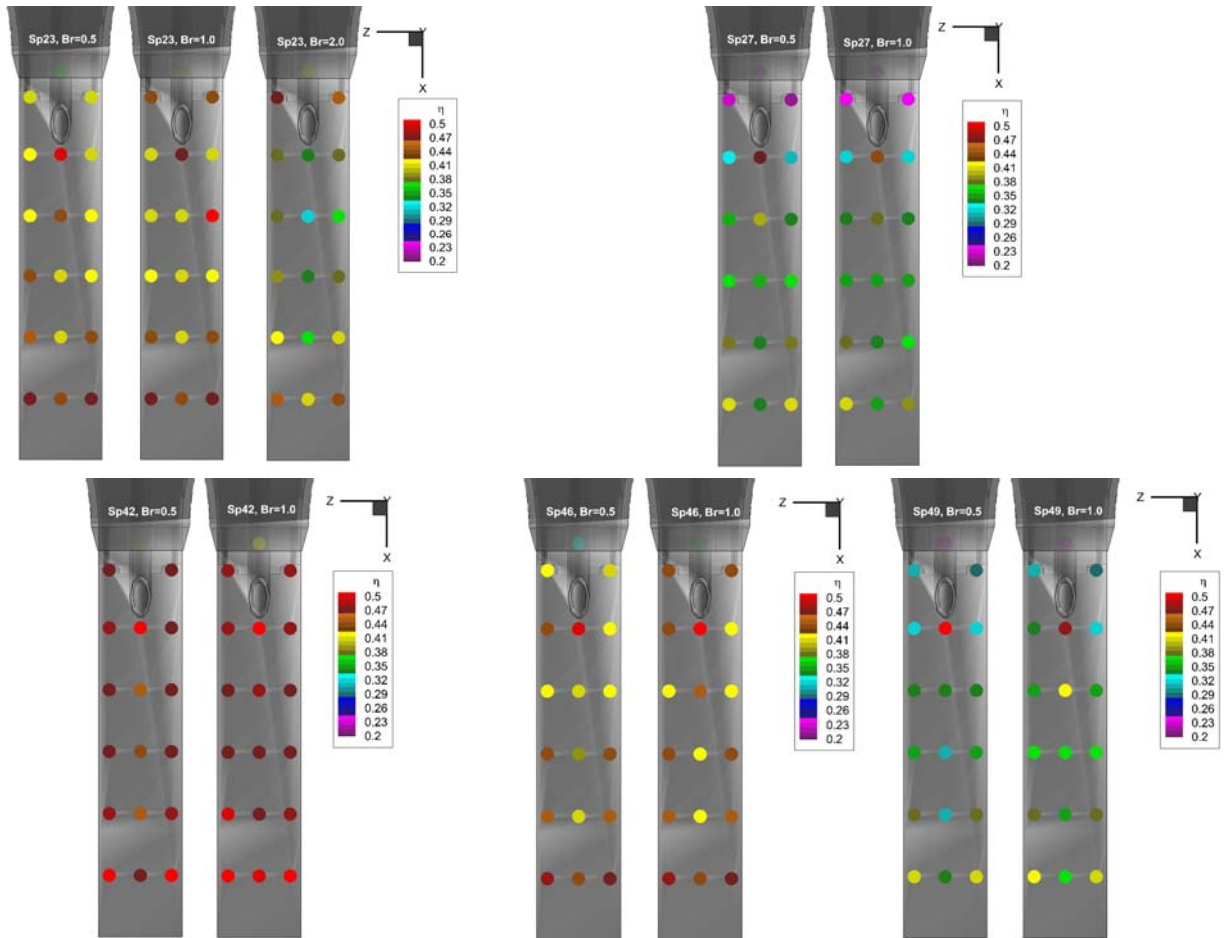 Sp23, Br=0.5
Sp23, Br=1.0
Sp23, Br=2.0
Z
Y
X
η
0.5
0.47
0.44
0.41
0.38
0.35
0.32
0.29
0.26
0.23
0.2
Sp27, Br=0.5
Sp27, Br=1.0
Z
Y
X
η
0.5
0.47
0.44
0.41
0.38
0.35
0.32
0.29
0.26
0.23
0.2
Sp42, Br=0.5
Sp42, Br=1.0
Z
Y
X
η
0.5
0.47
0.44
0.41
0.38
0.35
0.32
0.29
0.26
0.23
0.2
Sp46, Br=0.5
Sp46, Br=1.0
Z
Y
X
η
0.5
0.47
0.44
0.41
0.38
0.35
0.32
0.29
0.26
0.23
0.2
Sp49, Br=0.5
Sp49, Br=1.0
Z
Y
X
η
0.5
0.47
0.44
0.41
0.38
0.35
0.32
0.29
0.26
0.23
0.2